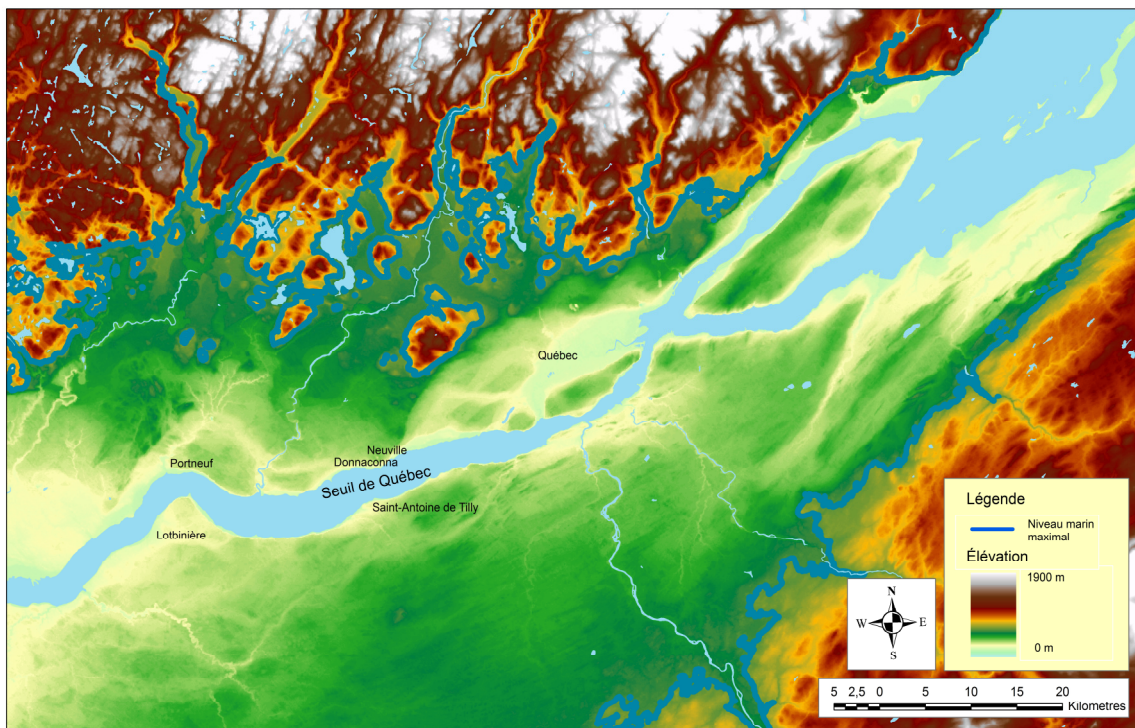 Québec
Neuville
Donnaconna
Portneuf
Seuil de Québec
Saint-Antoine de Tilly
Lotbinière
Légende
Niveau marin
maximal
Élévation
1900 m
0 m
N
W E
S
5 2,5 0 5 10 15 20
Kilometres